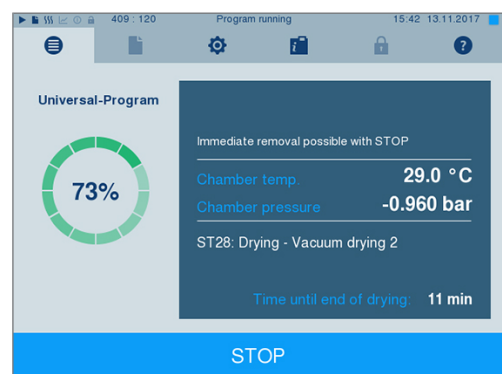 409 : 120 Program running 15:42 13.11.2017
Universal-Program
73%
Immediate removal possible with STOP
Chamber temp. 29.0 °C
Chamber pressure -0.960 bar
ST28: Drying - Vacuum drying 2
Time until end of drying: 11 min
STOP